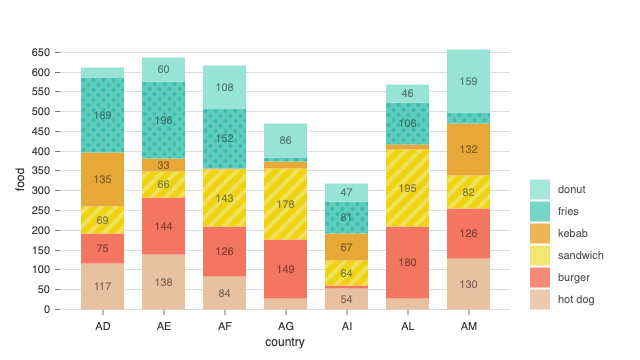 650
600
550
500
450
400
350
300
250
200
150
100
50
0
food
117 75 69 135 189
138 144 66 33 196 60
84 126 143 152 108
149 178 86
54 64 67 81 47
180 195 106 46
130 126 82 132 159
AD AE AF AG AI AL AM
country
donut
fries
kebab
sandwich
burger
hot dog